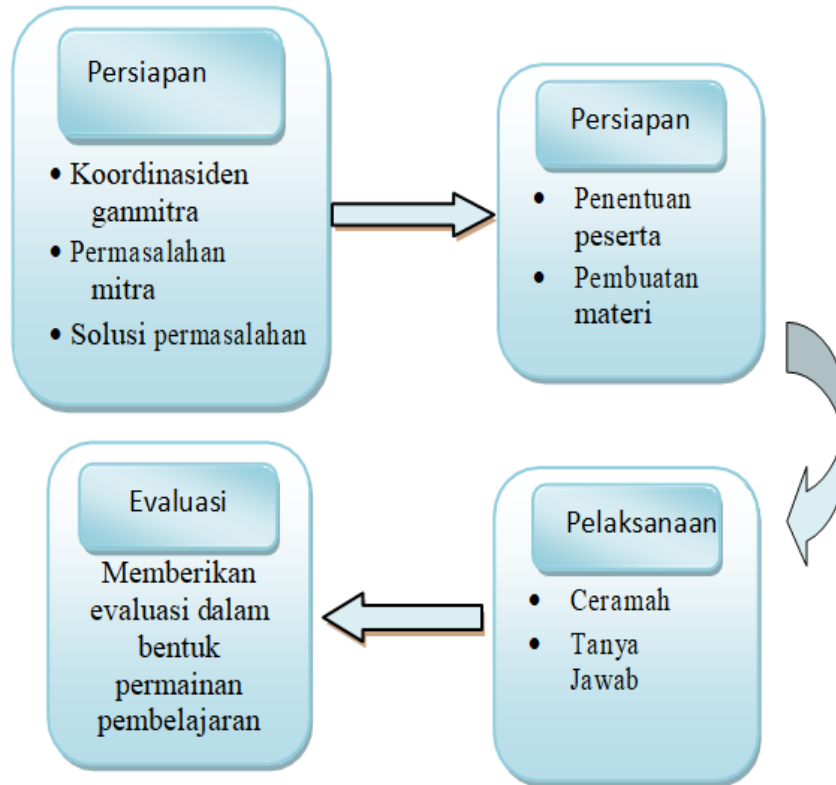 Persiapan
• Koordinasiden
ganmitra
• Permasalahan
mitra
• Solusi permasalahan
Persiapan
• Penentuan
peserta
• Pembuatan
materi
Pelaksanaan
• Ceramah
• Tanya
Jawab
Evaluasi
Memberikan
evaluasi dalam
bentuk
permainan
pembelajaran